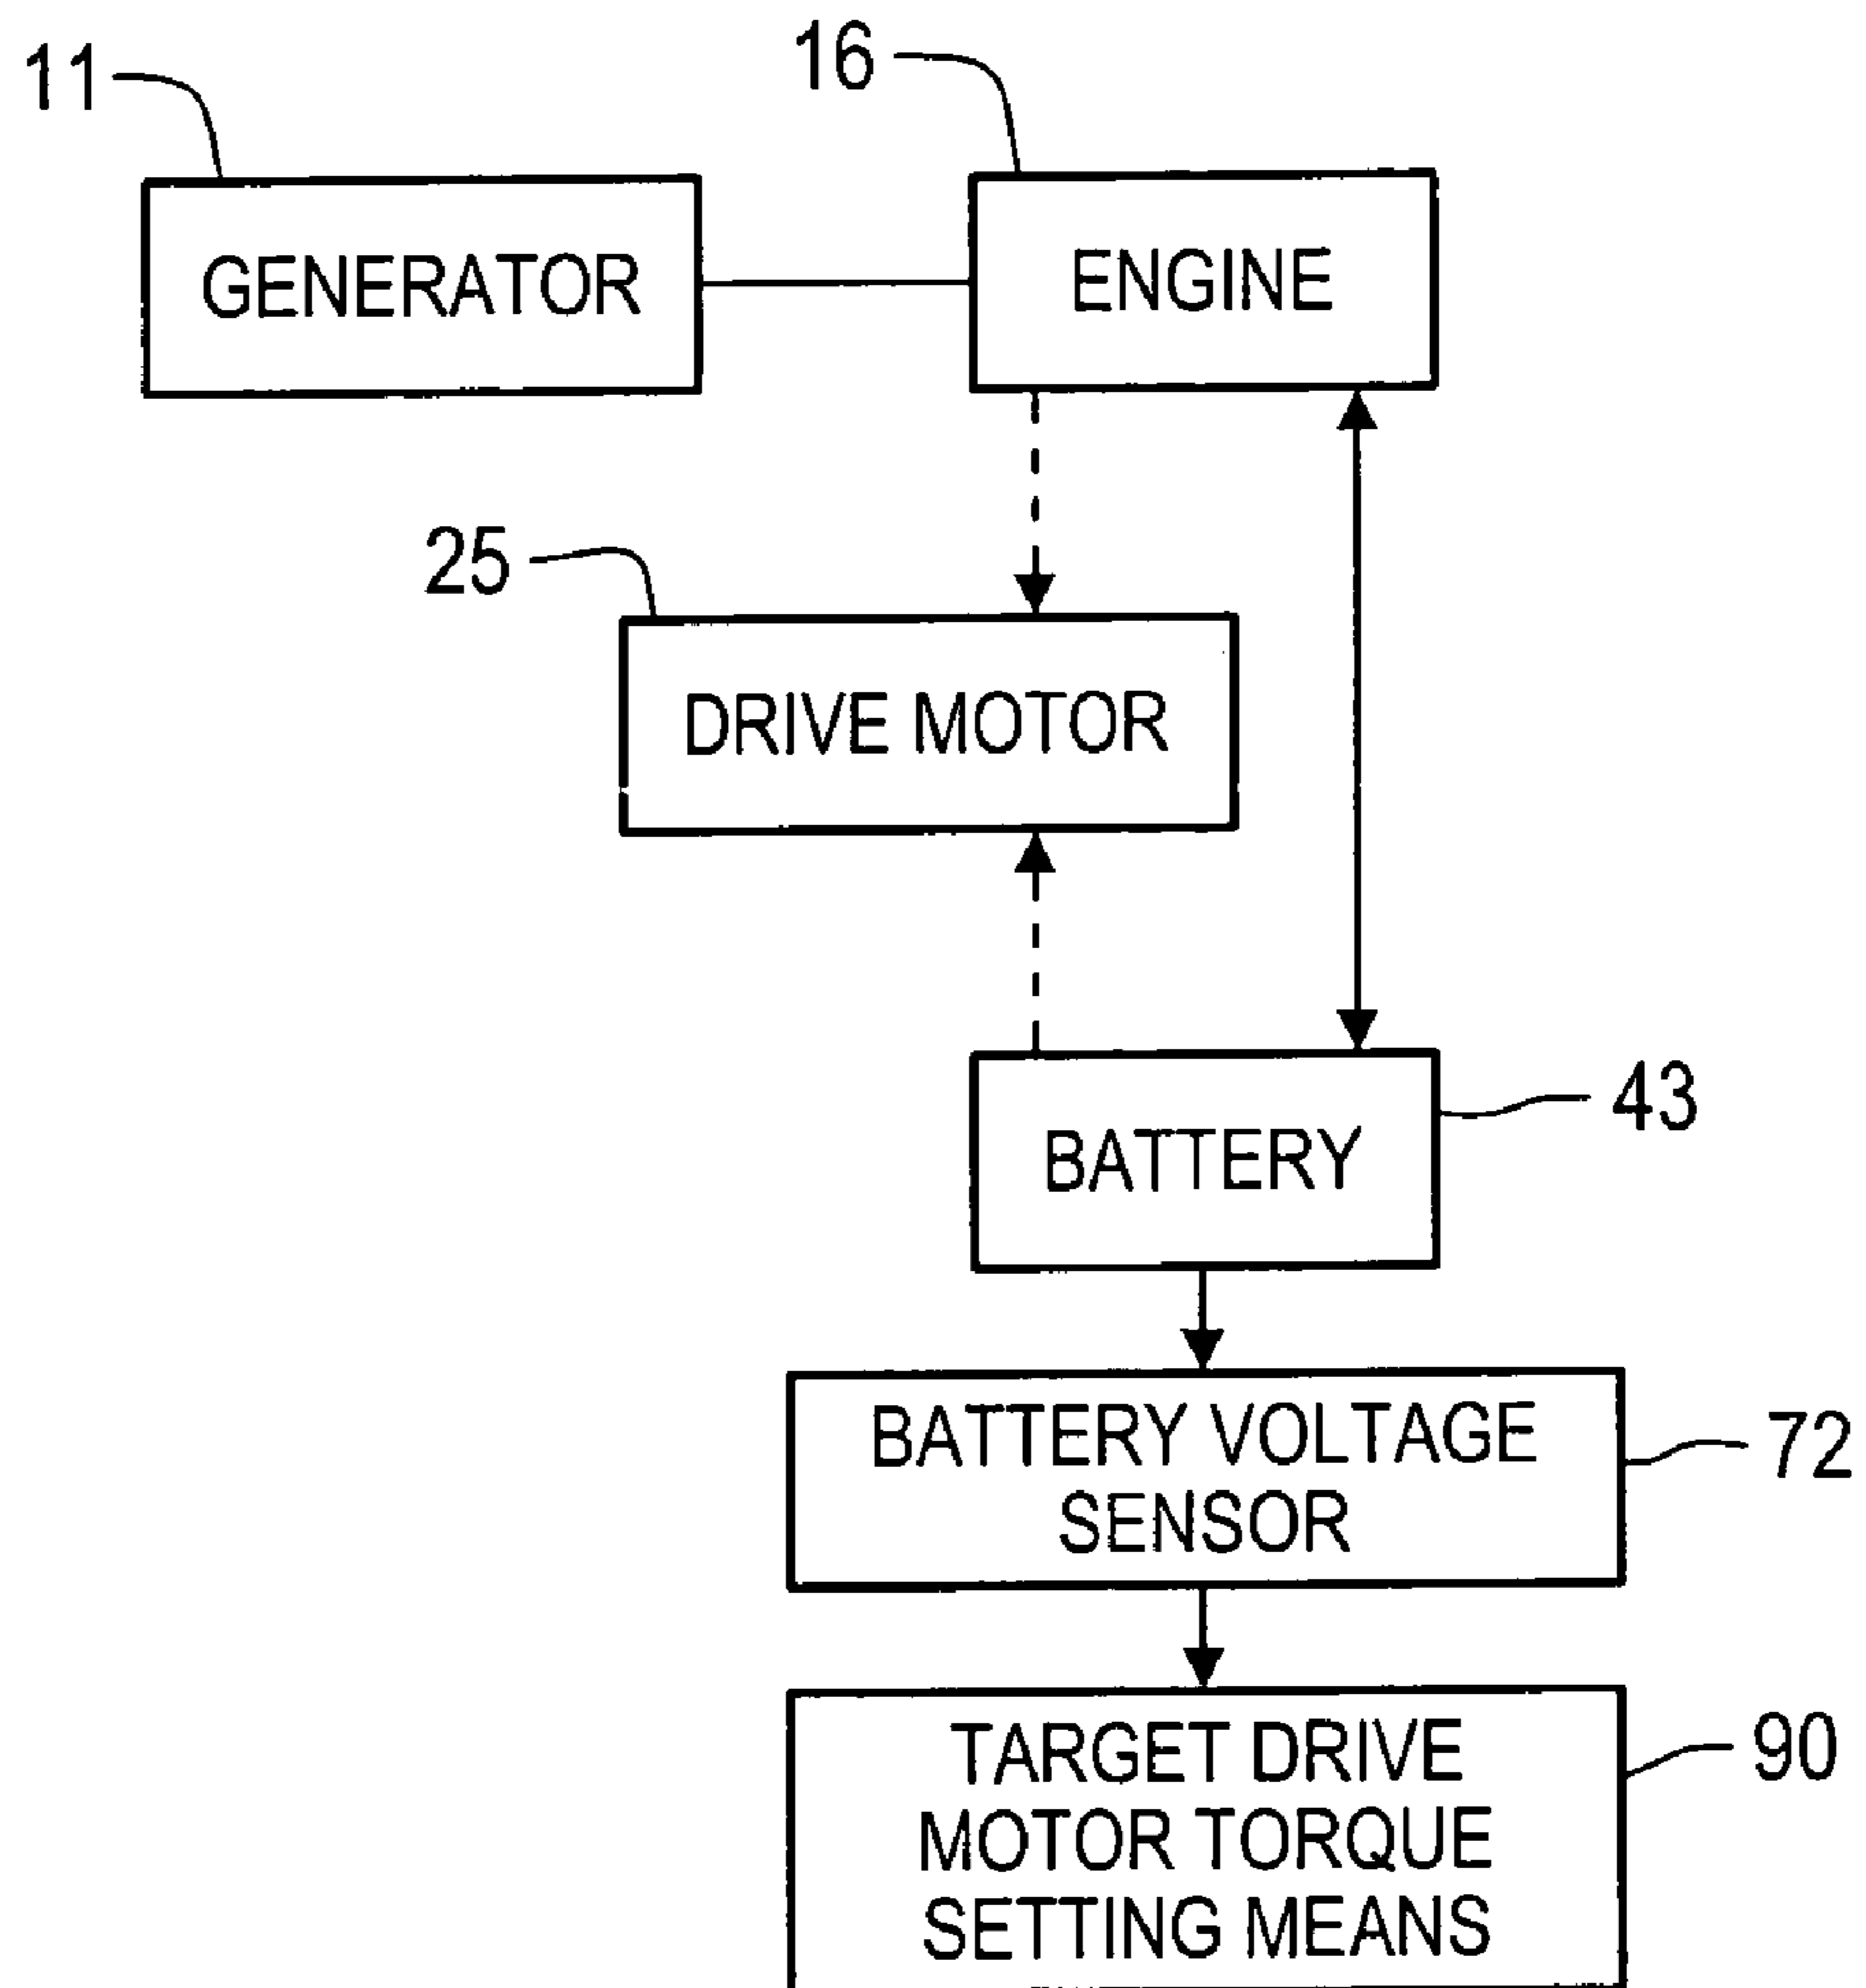 11
16
GENERATOR
ENGINE
25
DRIVE MOTOR
43
BATTERY
BATTERY VOLTAGE
SENSOR
72
TARGET DRIVE
MOTOR TORQUE
SETTING MEANS
90